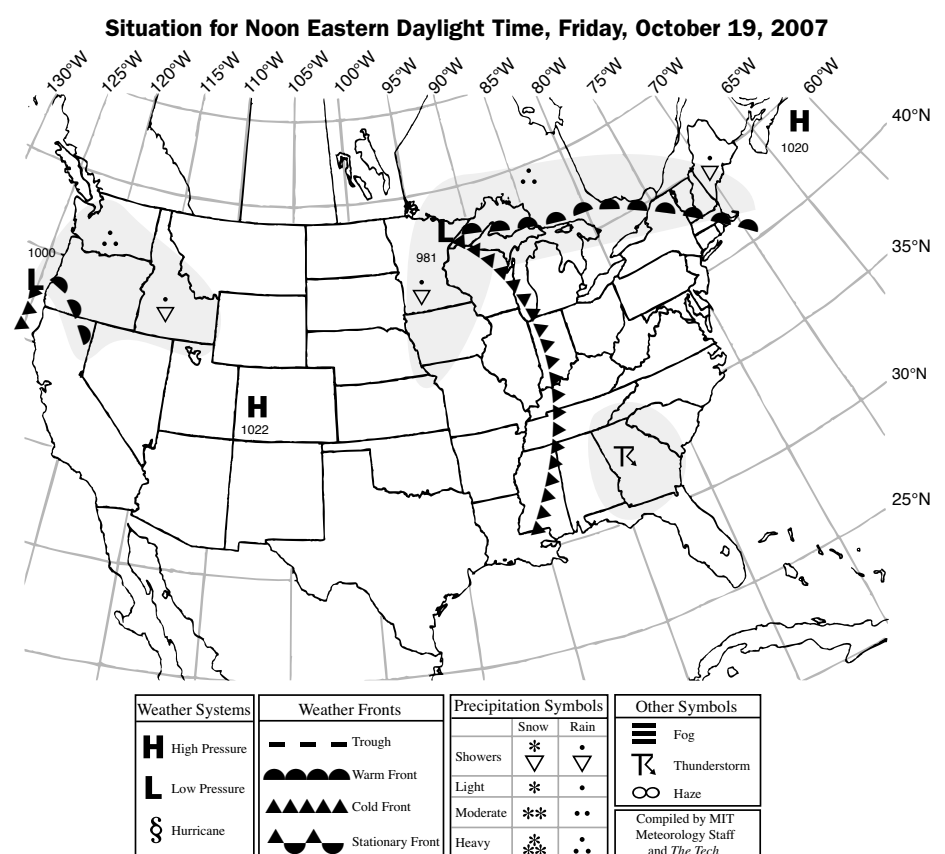 Situation for Noon Eastern Daylight Time, Friday, October 19, 2007
130°W 125°W 120°W 115°W 110°W 105°W 100°W 95°W 90°W 85°W 80°W 75°W 70°W 65°W 60°W
40°N
H
1020
35°N
L
981
1000
L
30°N
H
1022
25°N
Weather Systems
H High Pressure
L Low Pressure
§ Hurricane
Weather Fronts
Trough
Warm Front
Cold Front
Stationary Front
Precipitation Symbols
Snow Rain
Showers
Light
Moderate
Heavy
Other Symbols
Fog
Thunderstorm
Haze
Compiled by MIT
Meteorology Staff
and The Tech